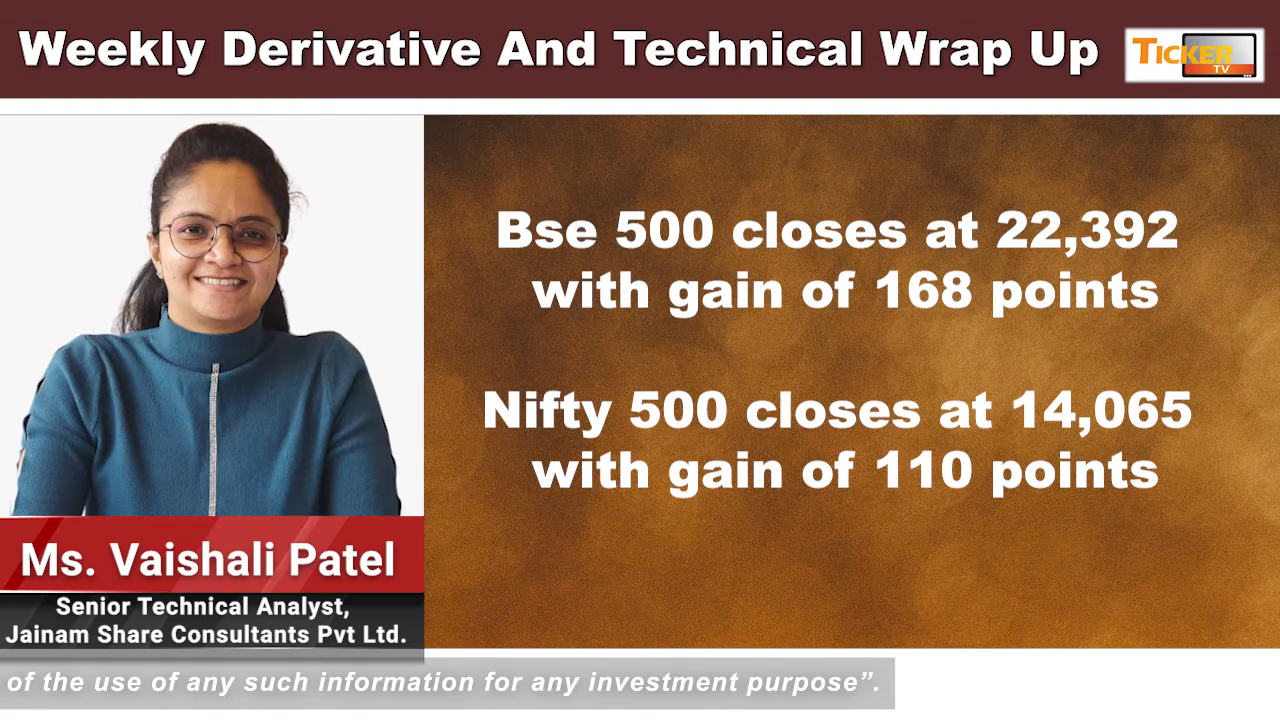 Weekly Derivative And Technical Wrap Up
TICKER
TV
Bse 500 closes at 22,392
with gain of 168 points
Nifty 500 closes at 14,065
with gain of 110 points
Ms. Vaishali Patel
Senior Technical Analyst,
Jainam Share Consultants Pvt Ltd.
of the use of any such information for any investment purpose”.